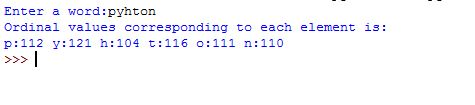 Enter a word:pyhton
Ordinal values corresponding to each element is:
p:112 y:121 h:104 t:116 o:111 n:110
>>>